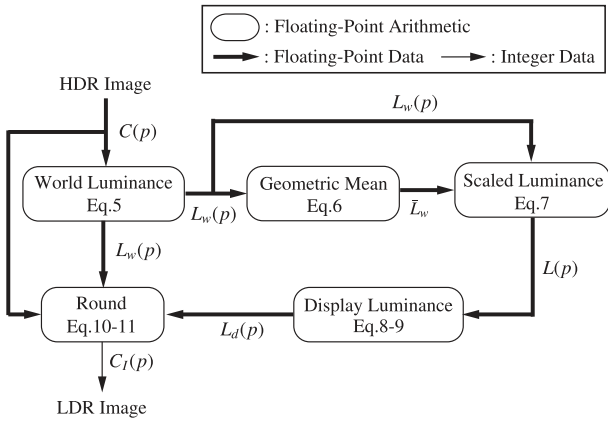 : Floating-Point Arithmetic
: Floating-Point Data
: Integer Data
HDR Image
C(p)
L_w(p)
World Luminance
Eq.5
L_w(p)
Geometric Mean
Eq.6
L̄_w
Scaled Luminance
Eq.7
L_w(p)
L(p)
Round
Eq.10-11
L_d(p)
Display Luminance
Eq.8-9
C_I(p)
LDR Image